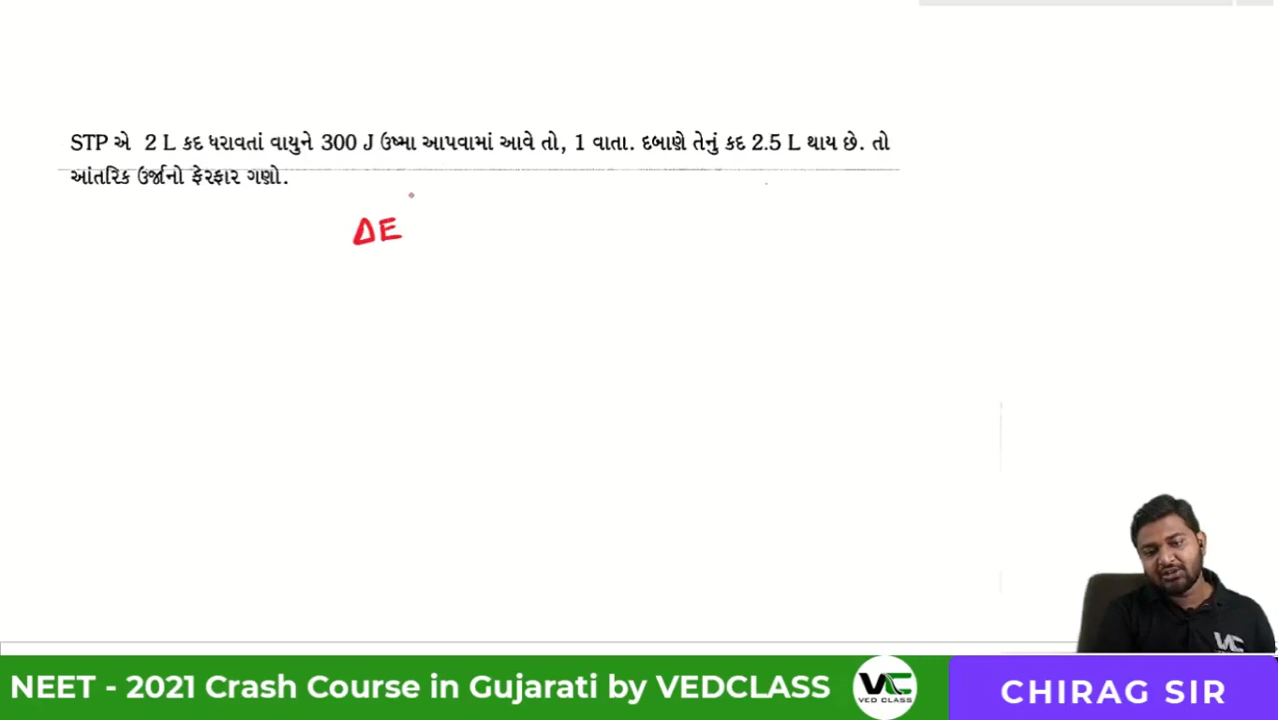 STP એ 2 L કદ ધરાવતાં વાયુને 300 J ઉષ્મા આપવામાં આવે તો, 1 વાતા. દબાણે તેનું કદ 2.5 L થાય છે. તો
આંતરિક ઉર્જાનો ફેરફાર ગણો.
ΔE
VC
VED CLASS
NEET - 2021 Crash Course in Gujarati by VEDCLASS
CHIRAG SIR